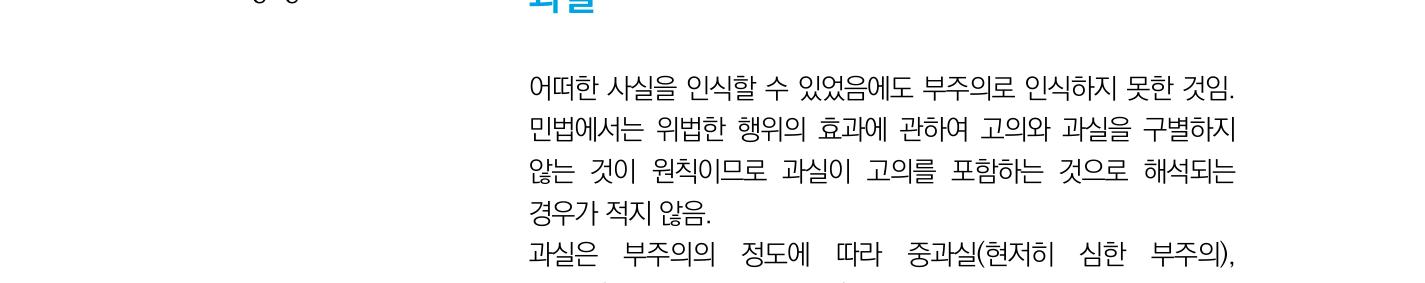 과실
어떠한 사실을 인식할 수 있었음에도 부주의로 인식하지 못한 것임.
민법에서는 위법한 행위의 효과에 관하여 고의와 과실을 구별하지
않는 것이 원칙이므로 과실이 고의를 포함하는 것으로 해석되는
경우가 적지 않음.
과실은 부주의의 정도에 따라 중과실(현저히 심한 부주의),